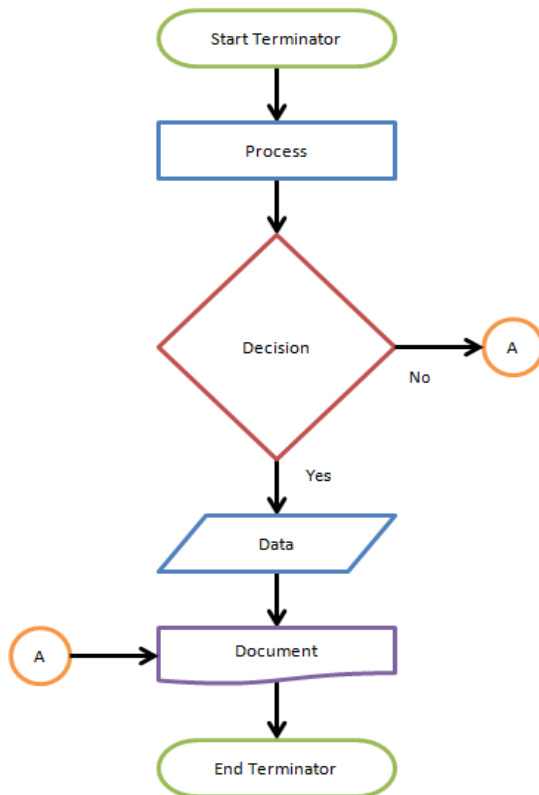 Start Terminator
Process
Decision
A
No
Yes
Data
A
Document
End Terminator